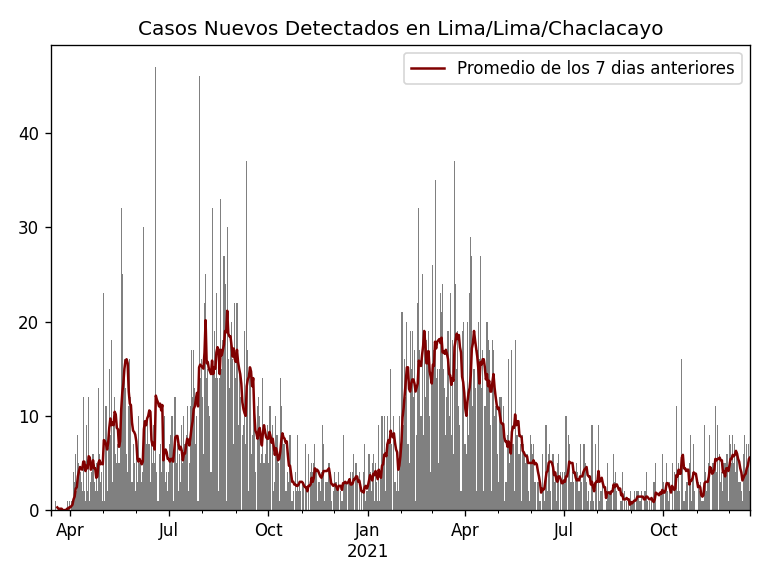 Casos Nuevos Detectados en Lima/Lima/Chaclacayo
Promedio de los 7 dias anteriores
40
30
20
10
0
Apr Jul Oct Jan Apr Jul Oct
2021